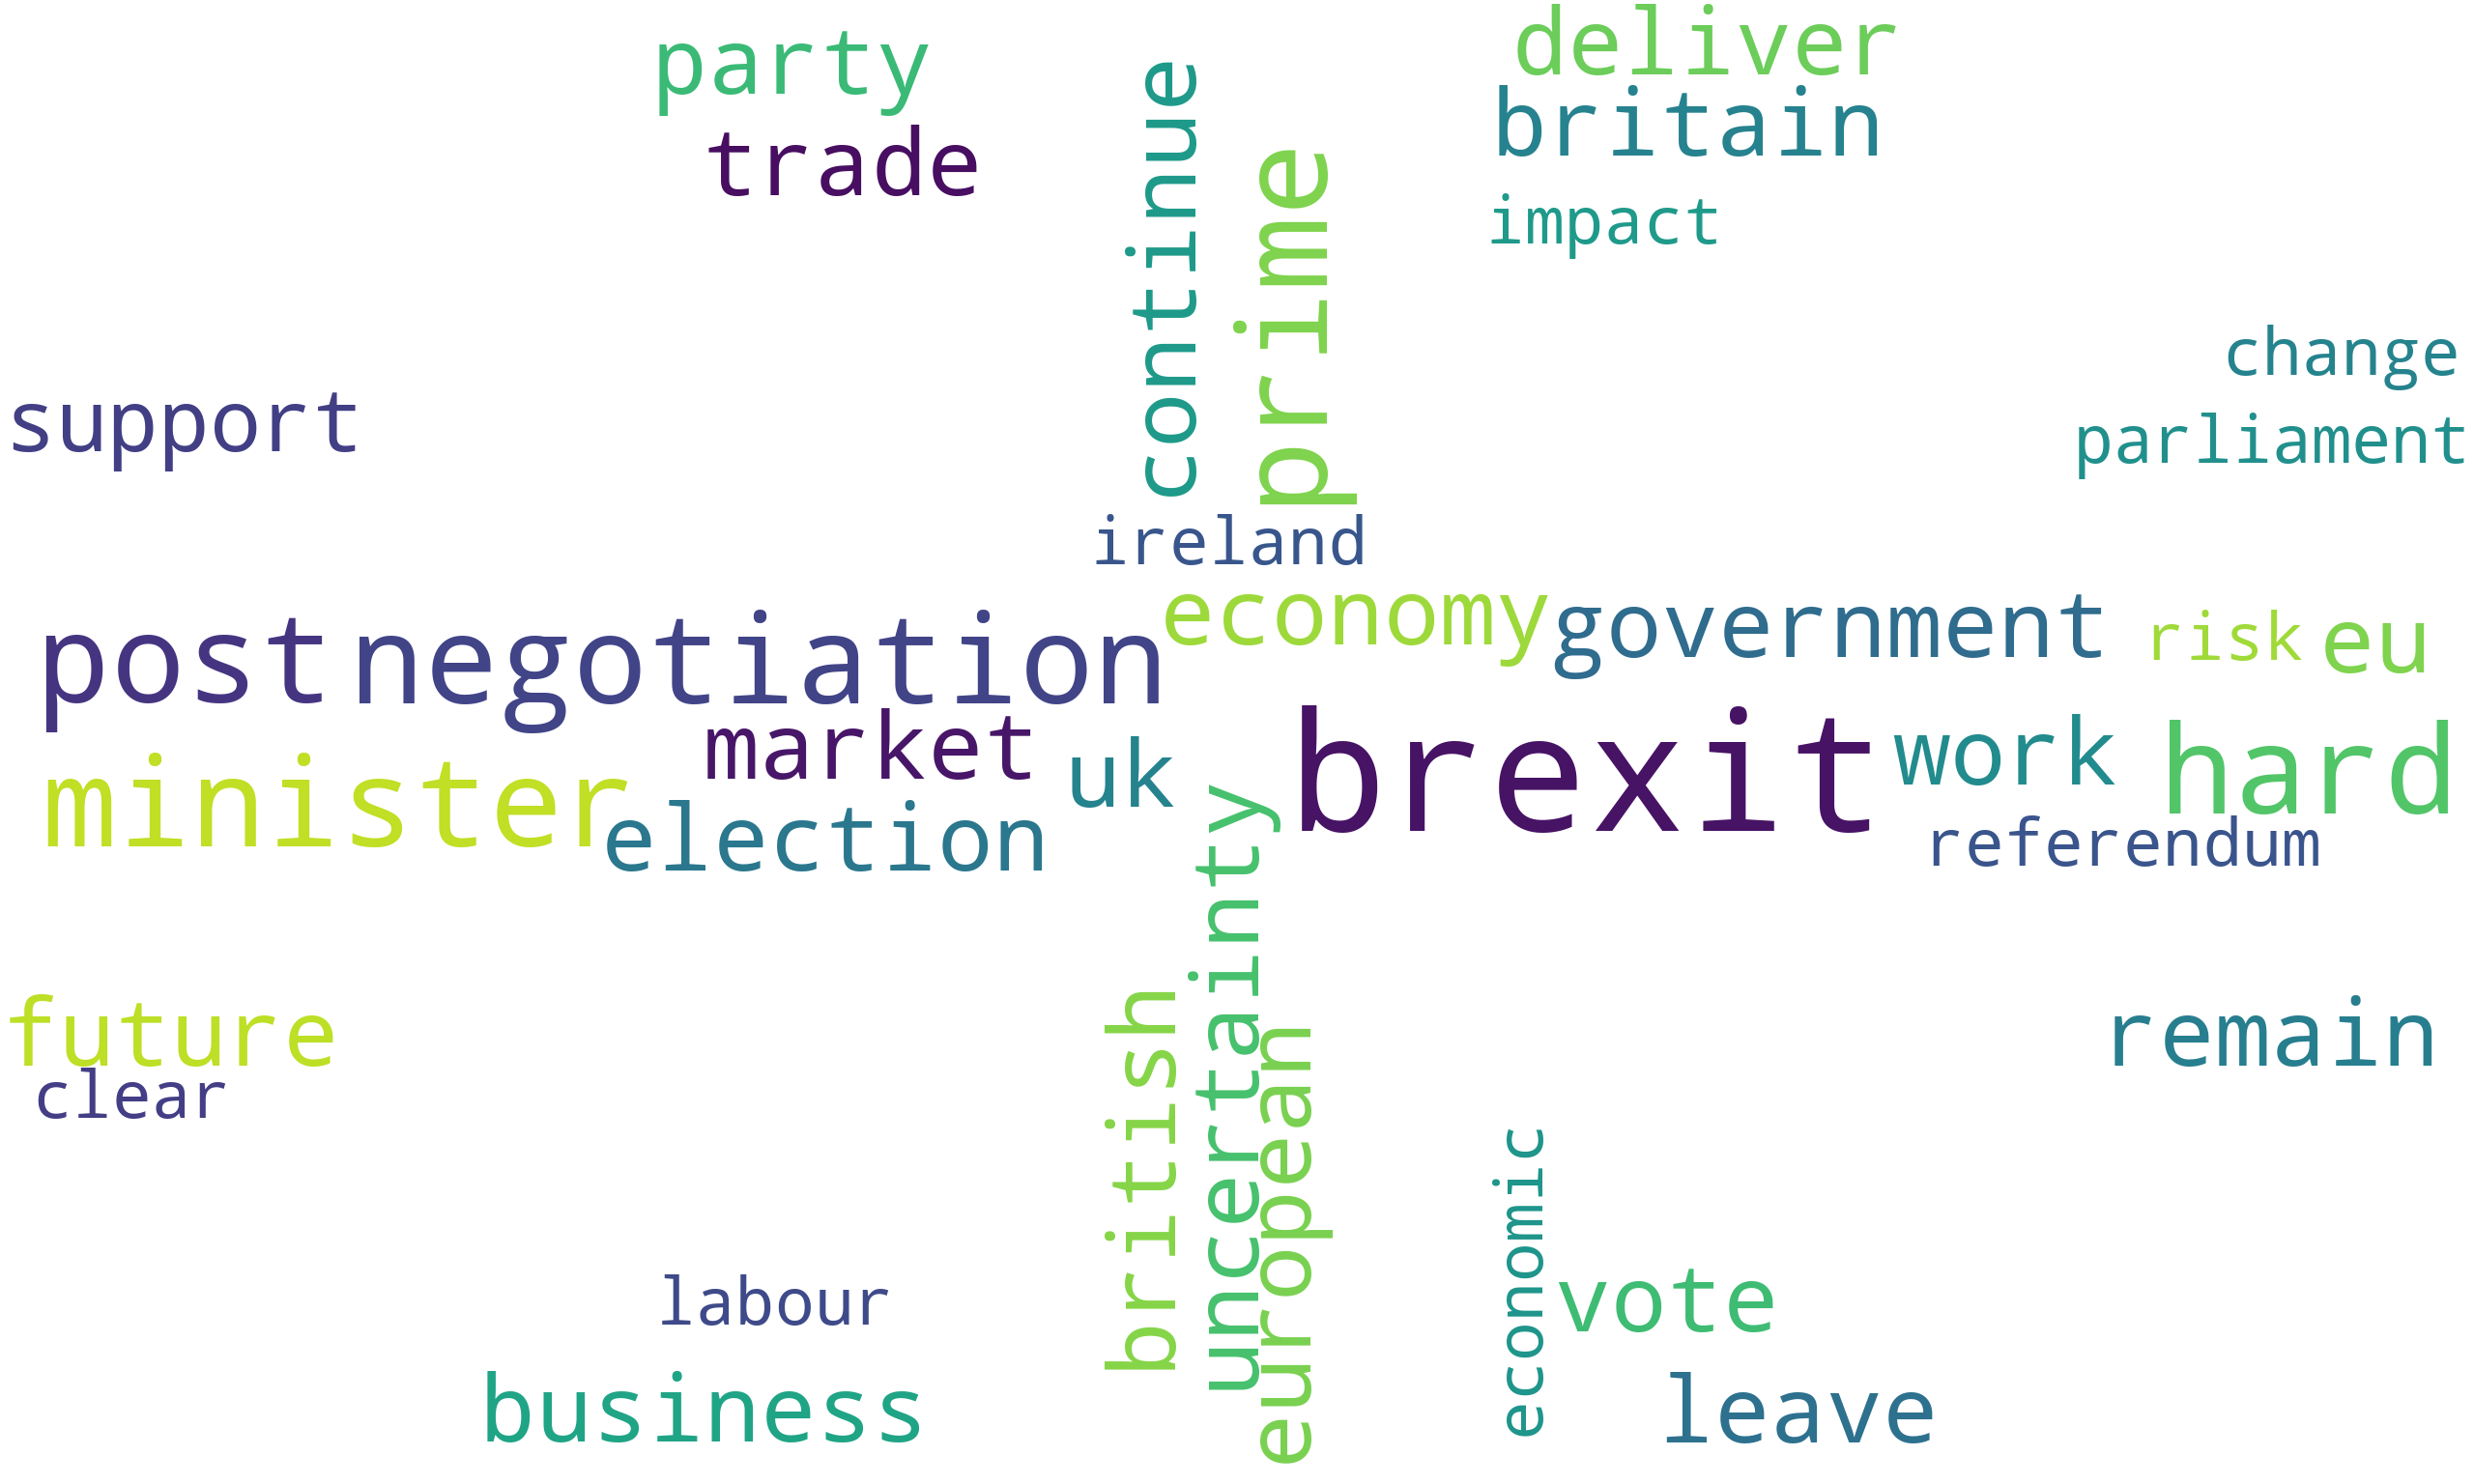 party
deliver
trade
britain
continue
prime
impact
change
support
parliament
ireland
post
negotiation
economy
government
risk
eu
market
uk
brexit
work
hard
minister
election
referendum
uncertainty
future
remain
clear
british
european
economic
labour
vote
business
leave